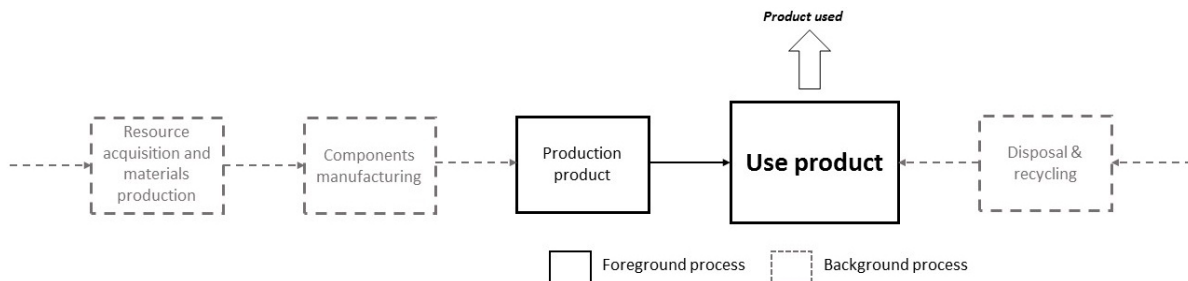 Product used
Resource
acquisition and
materials
production
Components
manufacturing
Production
product
Use product
Disposal &
recycling
Foreground process
Background process